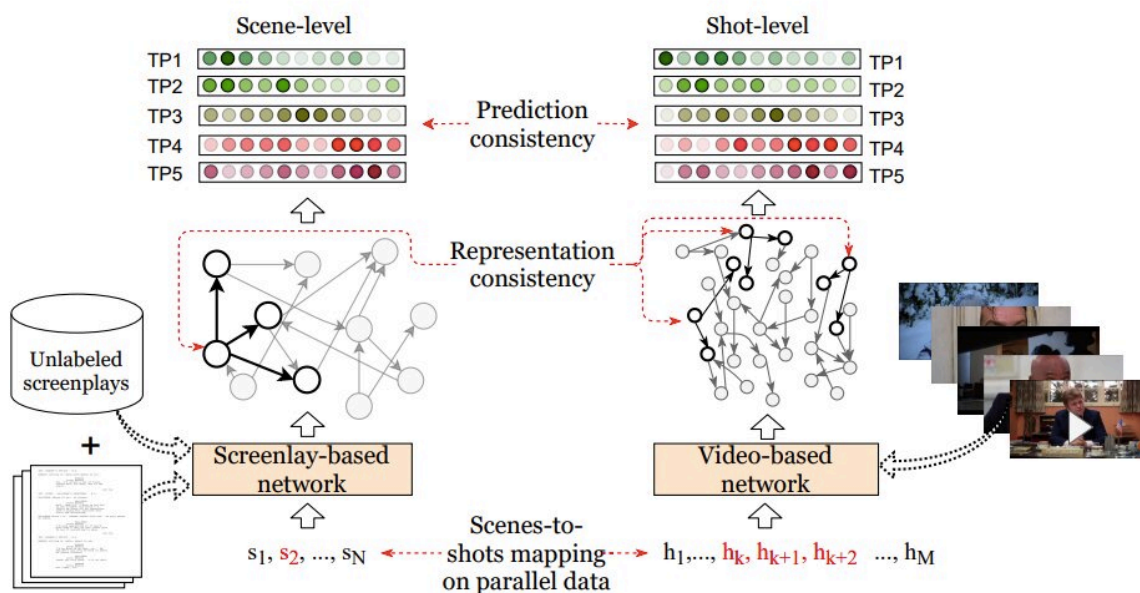 Scene-level
Shot-level
TP1
TP2
TP3
TP4
TP5
TP1
TP2
TP3
TP4
TP5
Prediction
consistency
Representation
consistency
Unlabeled
screenplays
+
Screenlay-based
network
Video-based
network
s1, s2, ..., sN
Scenes-to-
shots mapping
on parallel data
h1,..., hk, hk+1, hk+2 ..., hM